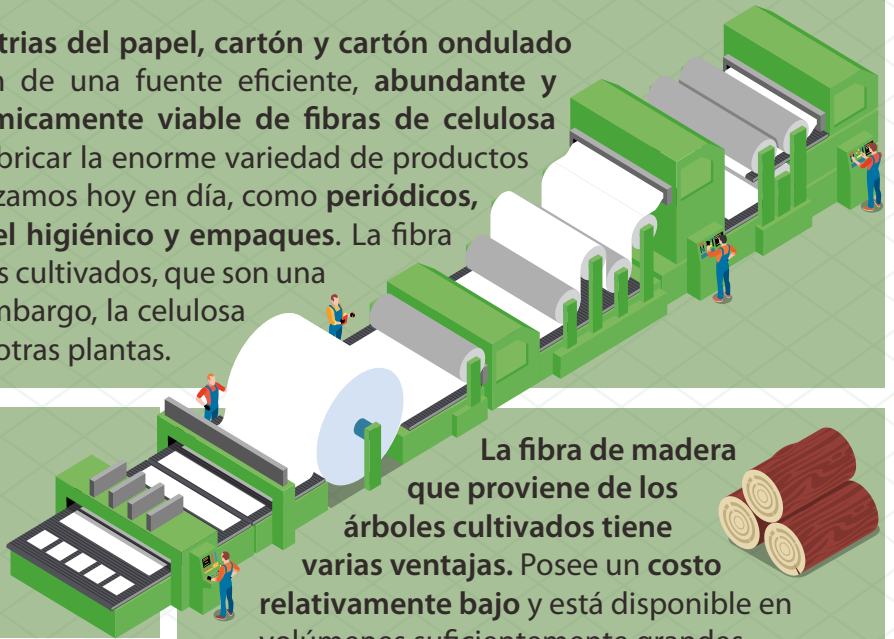 trias del papel, cartón y cartón ondulado
n de una fuente eficiente, abundante y
micamente viable de fibras de celulosa
bricar la enorme variedad de productos
zamos hoy en día, como periódicos,
el higiénico y empaques. La fibra
s cultivados, que son una
mbargo, la celulosa
otras plantas.
La fibra de madera
que proviene de los
árboles cultivados tiene
varias ventajas. Posee un costo
relativamente bajo y está disponible en
volúmenes suficientemente grandes